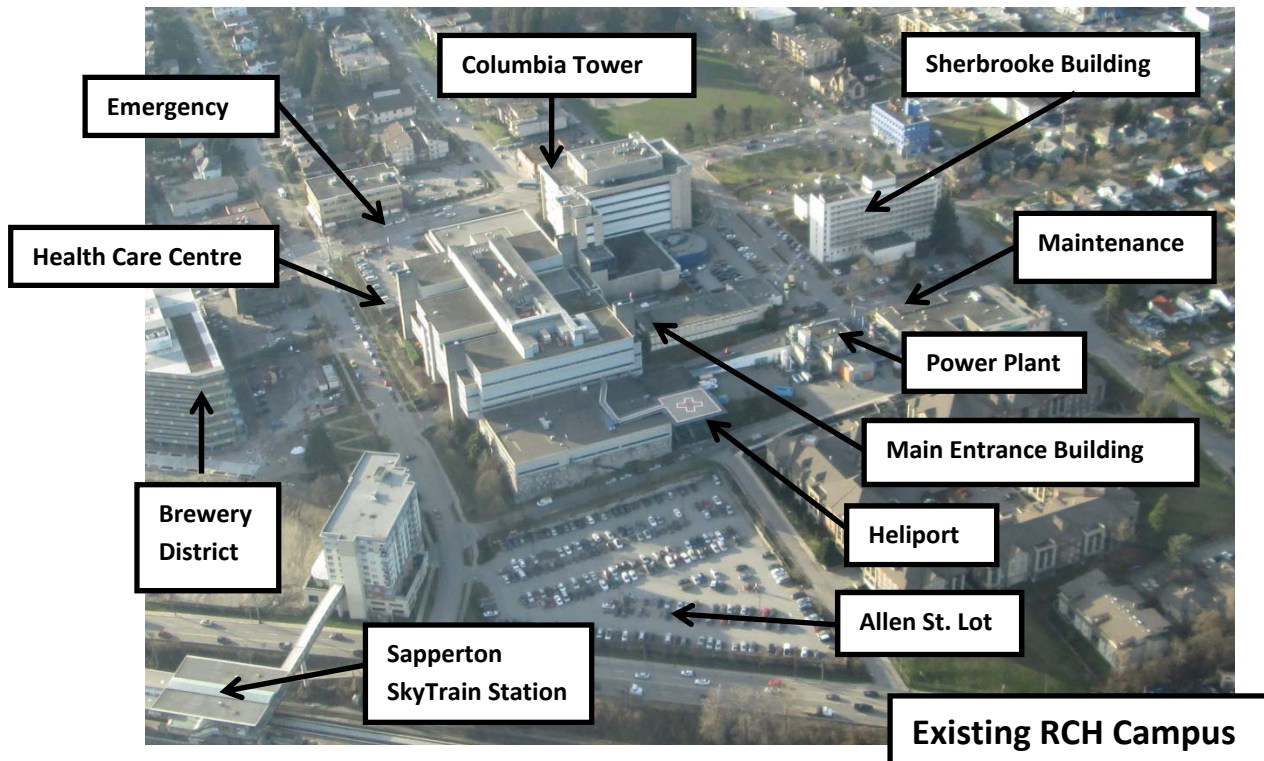 Columbia Tower
Sherbrooke Building
Emergency
Health Care Centre
Maintenance
Power Plant
Main Entrance Building
Brewery
District
Heliport
Allen St. Lot
Sapperton
SkyTrain Station
Existing RCH Campus